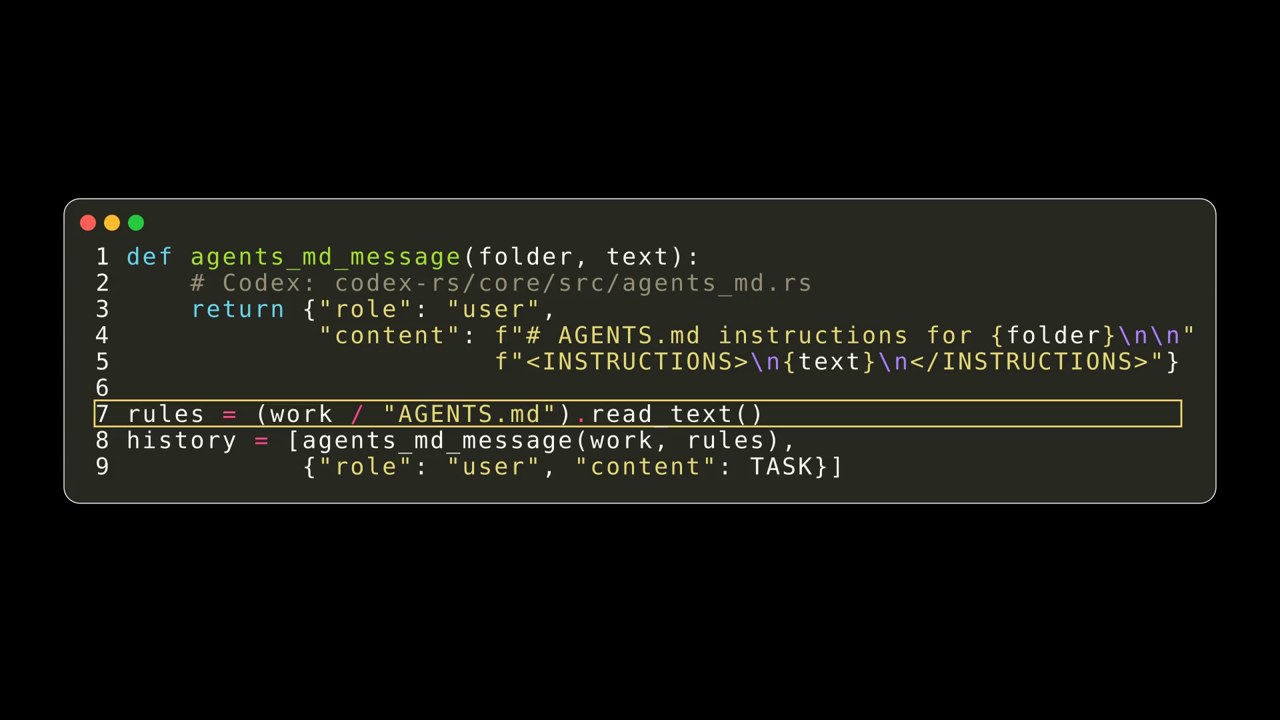 1 def agents_md_message(folder, text):
2     # Codex: codex-rs/core/src/agents_md.rs
3     return {"role": "user",
4             "content": f"# AGENTS.md instructions for {folder}\n\n"
5                        f"<INSTRUCTIONS>\n{text}\n</INSTRUCTIONS>"}
6
7 rules = (work / "AGENTS.md").read_text()
8 history = [agents_md_message(work, rules),
9            {"role": "user", "content": TASK}]